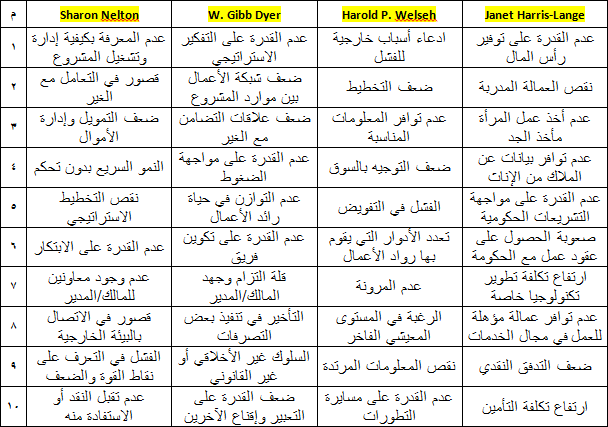 م
Sharon Nelton
W. Gibb Dyer
Harold P. Welseh
Janet Harris-Lange
١
عدم المعرفة بكيفية إدارة
وتشغيل المشروع
عدم القدرة على التفكير
الاستراتيجي
ادعاء أسباب خارجية
للفشل
عدم القدرة على توفير
رأس المال
٢
قصور في التعامل مع
الغير
ضعف شبكة الأعمال
بين موارد المشروع
ضعف التخطيط
نقص العمالة المدربة
٣
ضعف التمويل وإدارة
الأموال
ضعف علاقات التضامن
مع الغير
عدم توافر المعلومات
المناسبة
عدم أخذ عمل المرأة
مأخذ الجد
٤
النمو السريع بدون تحكم
عدم القدرة على مواجهة
الضغوط
ضعف التوجيه بالسوق
عدم توافر بيانات عن
الملاك من الإناث
٥
نقص التخطيط
الاستراتيجي
عدم التوازن في حياة
رائد الأعمال
الفشل في التفويض
عدم القدرة على مواجهة
التشريعات الحكومية
٦
عدم القدرة على الابتكار
عدم القدرة على تكوين
فريق
تعدد الأدوار التي يقوم
بها رواد الأعمال
صعوبة الحصول على
عقود عمل مع الحكومة
٧
عدم وجود معاونين
للمالك/المدير
قلة التزام وجهد
المالك/المدير
عدم المرونة
ارتفاع تكلفة تطوير
تكنولوجيا خاصة
٨
قصور في الاتصال
بالبيئة الخارجية
التأخير في تنفيذ بعض
التصرفات
الرغبة في المستوى
المعيشي الفاخر
عدم توافر عمالة مؤهلة
للعمل في مجال الخدمات
٩
الفشل في التعرف على
نقاط القوة والضعف
السلوك غير الأخلاقي أو
غير القانوني
نقص المعلومات المرتدة
ضعف التدفق النقدي
١٠
عدم تقبل النقد أو
الاستفادة منه
ضعف القدرة على
التعبير وإقناع الآخرين
عدم القدرة على مسايرة
التطورات
ارتفاع تكلفة التأمين